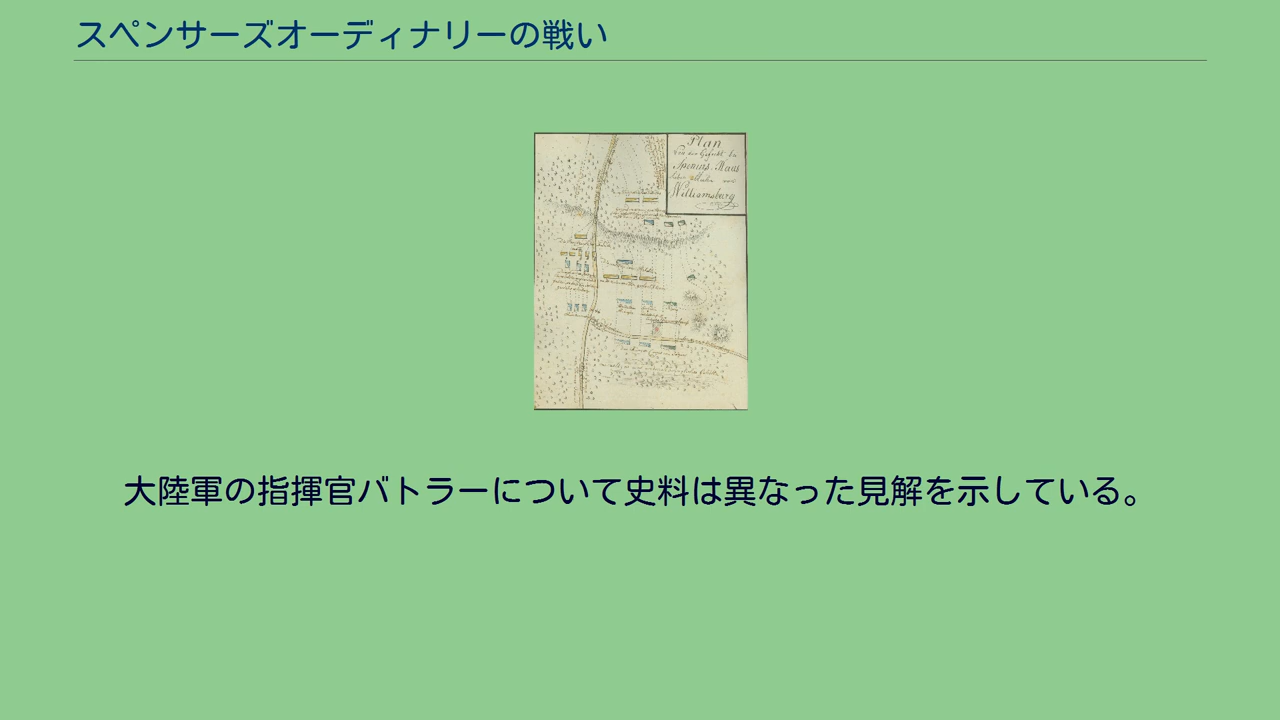 スペンサーズオーディナリーの戦い
Plan
Williamsburg
大陸軍の指揮官バトラーについて史料は異なった見解を示している。